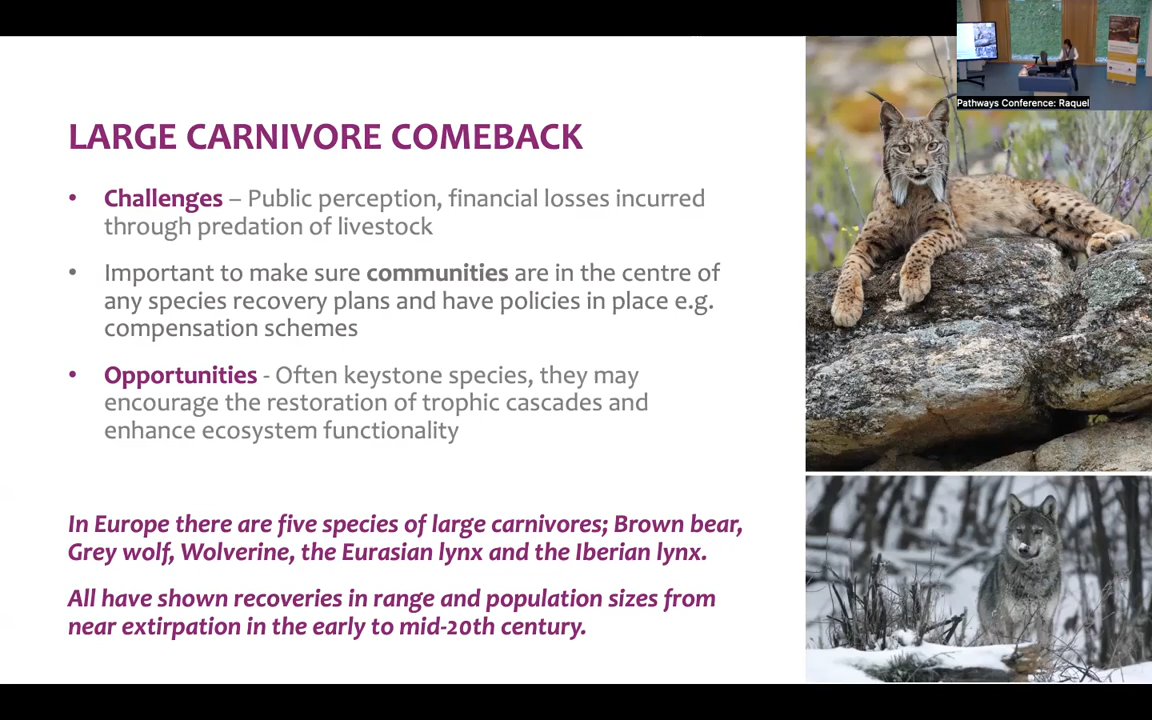 Pathways Conference: Raquel
LARGE CARNIVORE COMEBACK
• Challenges – Public perception, financial losses incurred
through predation of livestock
• Important to make sure communities are in the centre of
any species recovery plans and have policies in place e.g.
compensation schemes
• Opportunities - Often keystone species, they may
encourage the restoration of trophic cascades and
enhance ecosystem functionality
In Europe there are five species of large carnivores; Brown bear,
Grey wolf, Wolverine, the Eurasian lynx and the Iberian lynx.
All have shown recoveries in range and population sizes from
near extirpation in the early to mid-20th century.